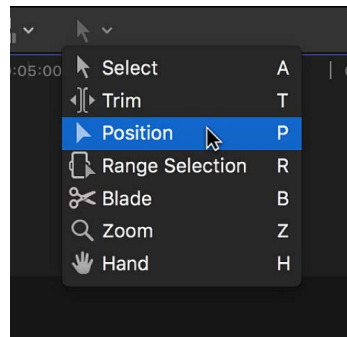 :05:00
Select A
Trim T
Position P
Range Selection R
Blade B
Zoom Z
Hand H